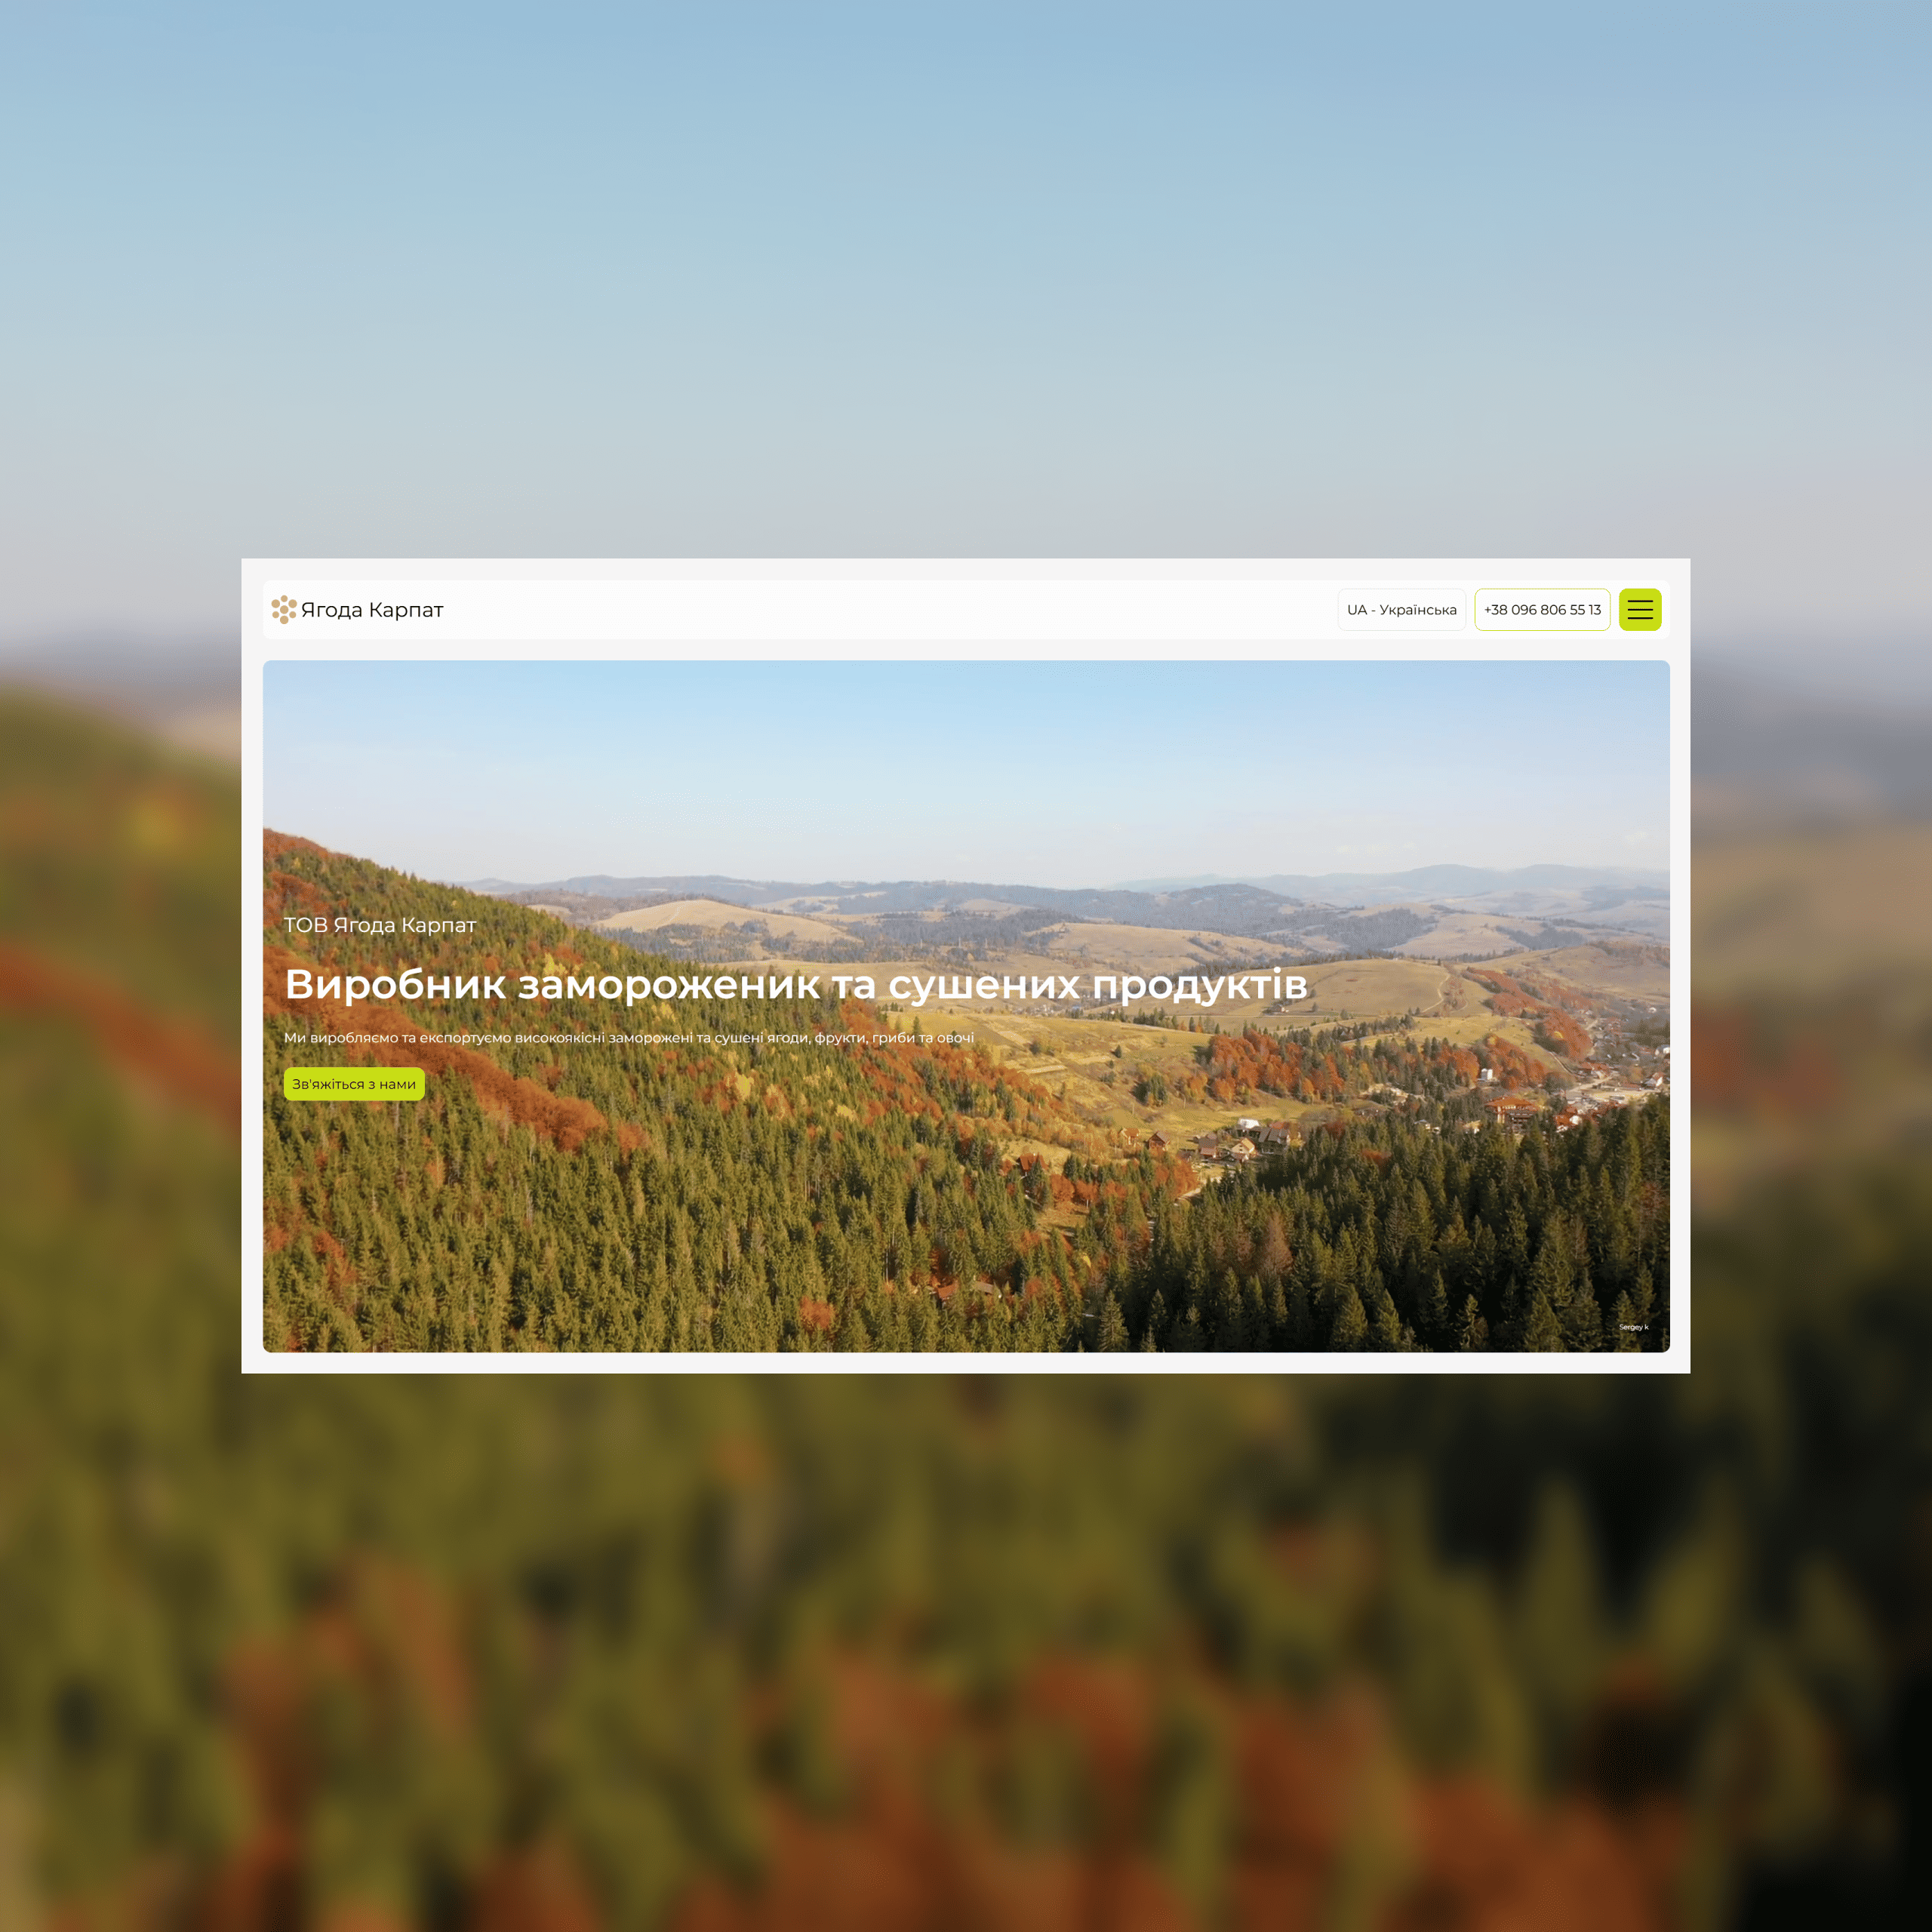 Ягода Карпат
UA - Українська
+38 096 806 55 13
ТОВ Ягода Карпат
Виробник замороженик та сушених продуктів
Ми виробляємо та експортуємо високоякісні заморожені та сушені ягоди, фрукти, гриби та овочі
Зв'яжіться з нами
Sergey k